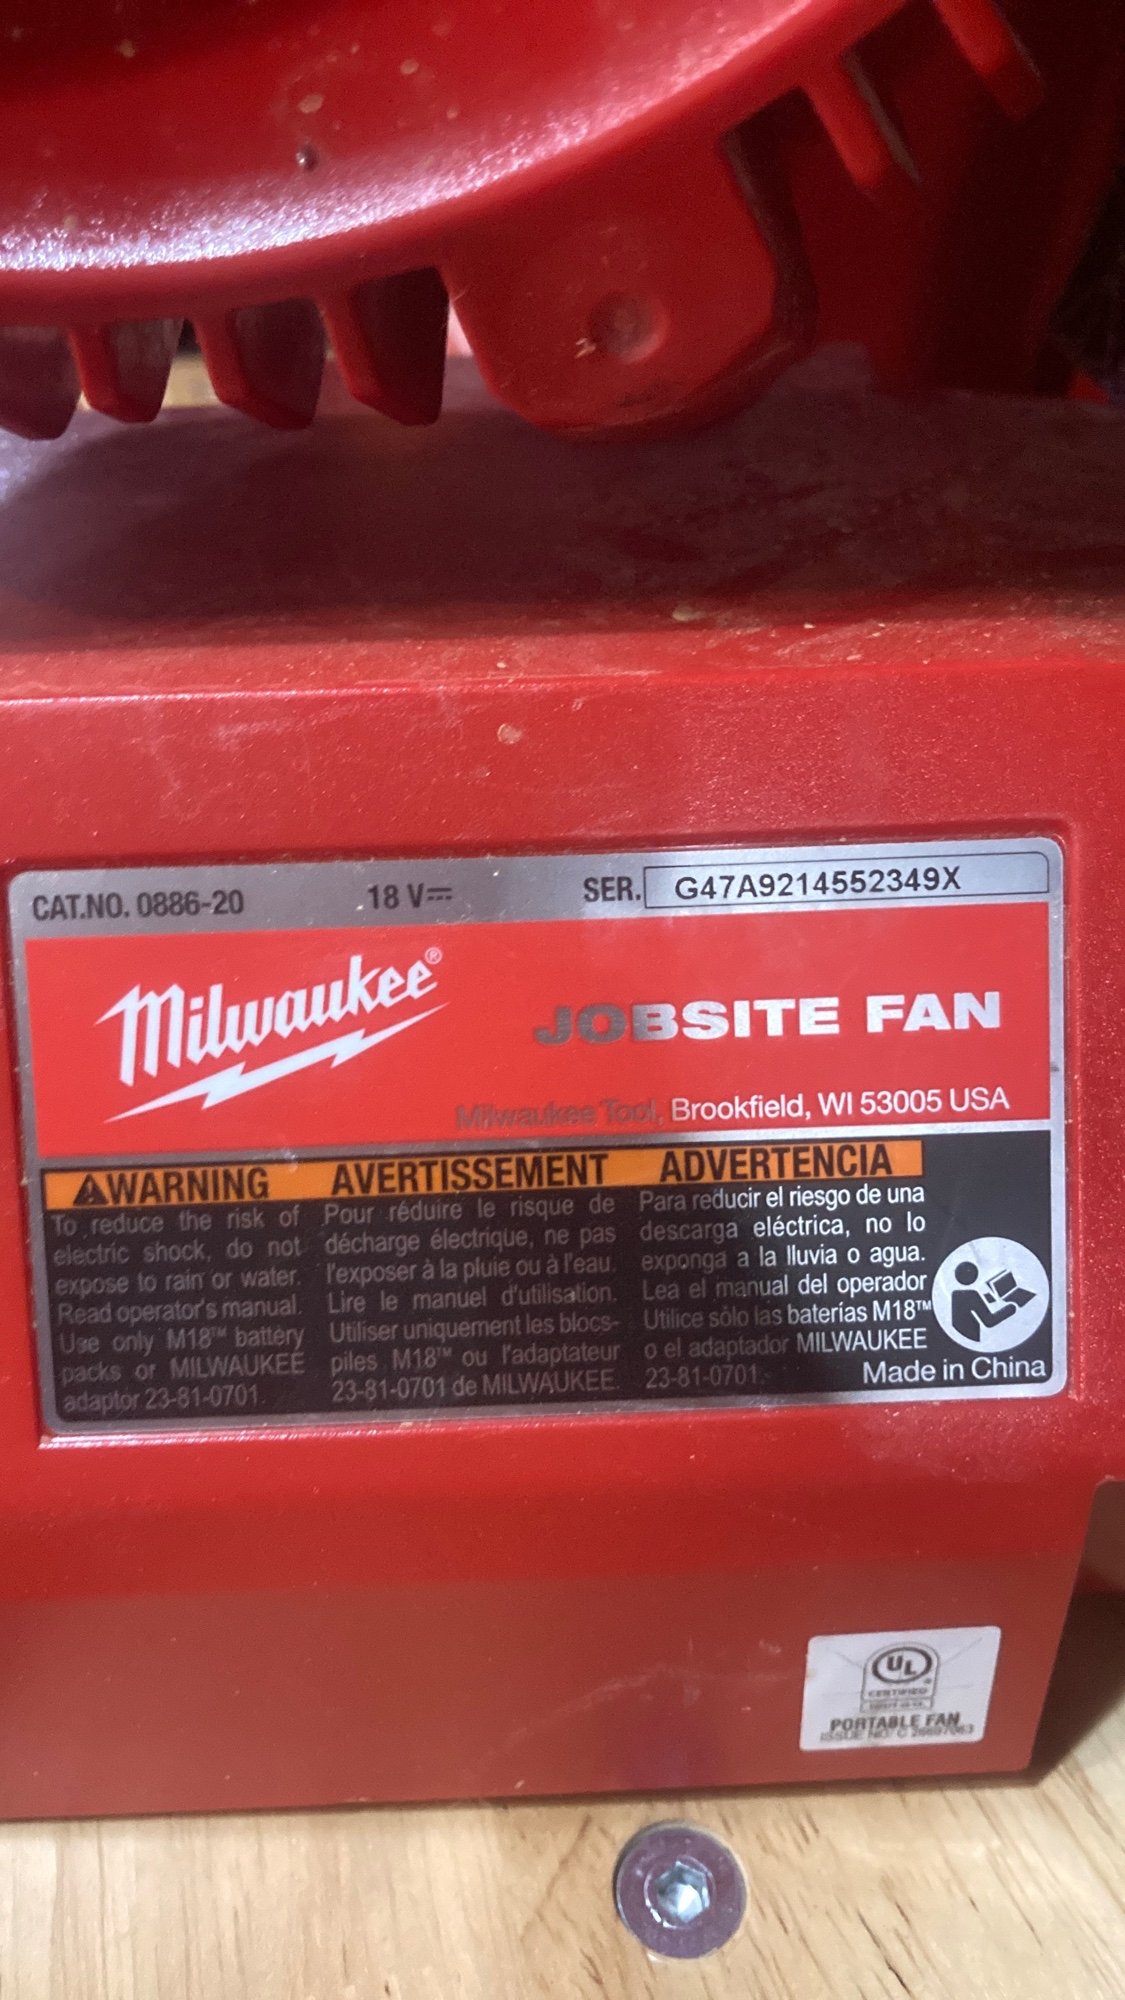 CAT.NO. 0886-20 18 V⎓ SER. G47A9214552349X
Milwaukee®
JOBSITE FAN
Milwaukee Tool, Brookfield, WI 53005 USA
⚠WARNING
To reduce the risk of
electric shock, do not
expose to rain or water.
Read operator's manual.
Use only M18™ battery
packs or MILWAUKEE
adaptor 23-81-0701.
AVERTISSEMENT
Pour réduire le risque de
décharge électrique, ne pas
l'exposer à la pluie ou à l'eau.
Lire le manuel d'utilisation.
Utiliser uniquement les blocs-
piles M18™ ou l'adaptateur
23-81-0701 de MILWAUKEE.
ADVERTENCIA
Para reducir el riesgo de una
descarga eléctrica, no lo
exponga a la lluvia o agua.
Lea el manual del operador
Utilice sólo las baterías M18™
o el adaptador MILWAUKEE
23-81-0701.
Made in China
UL
CERTIFIED
PORTABLE FAN
ISSUE NO.